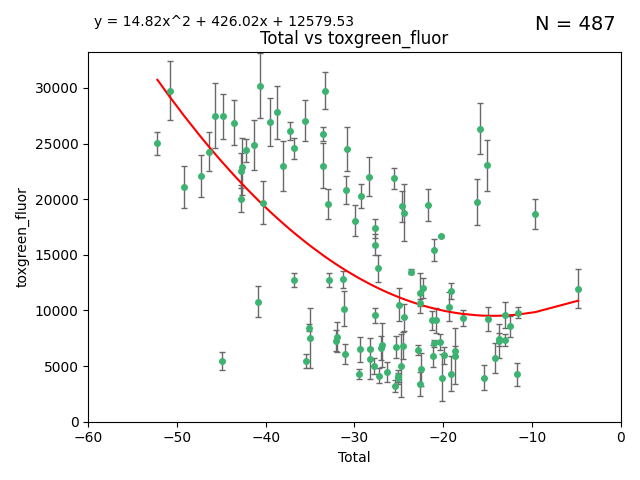 y = 14.82x^2 + 426.02x + 12579.53
N = 487
Total vs toxgreen_fluor
30000
25000
20000
15000
10000
5000
0
toxgreen_fluor
−60
−50
−40
−30
−20
−10
0
Total